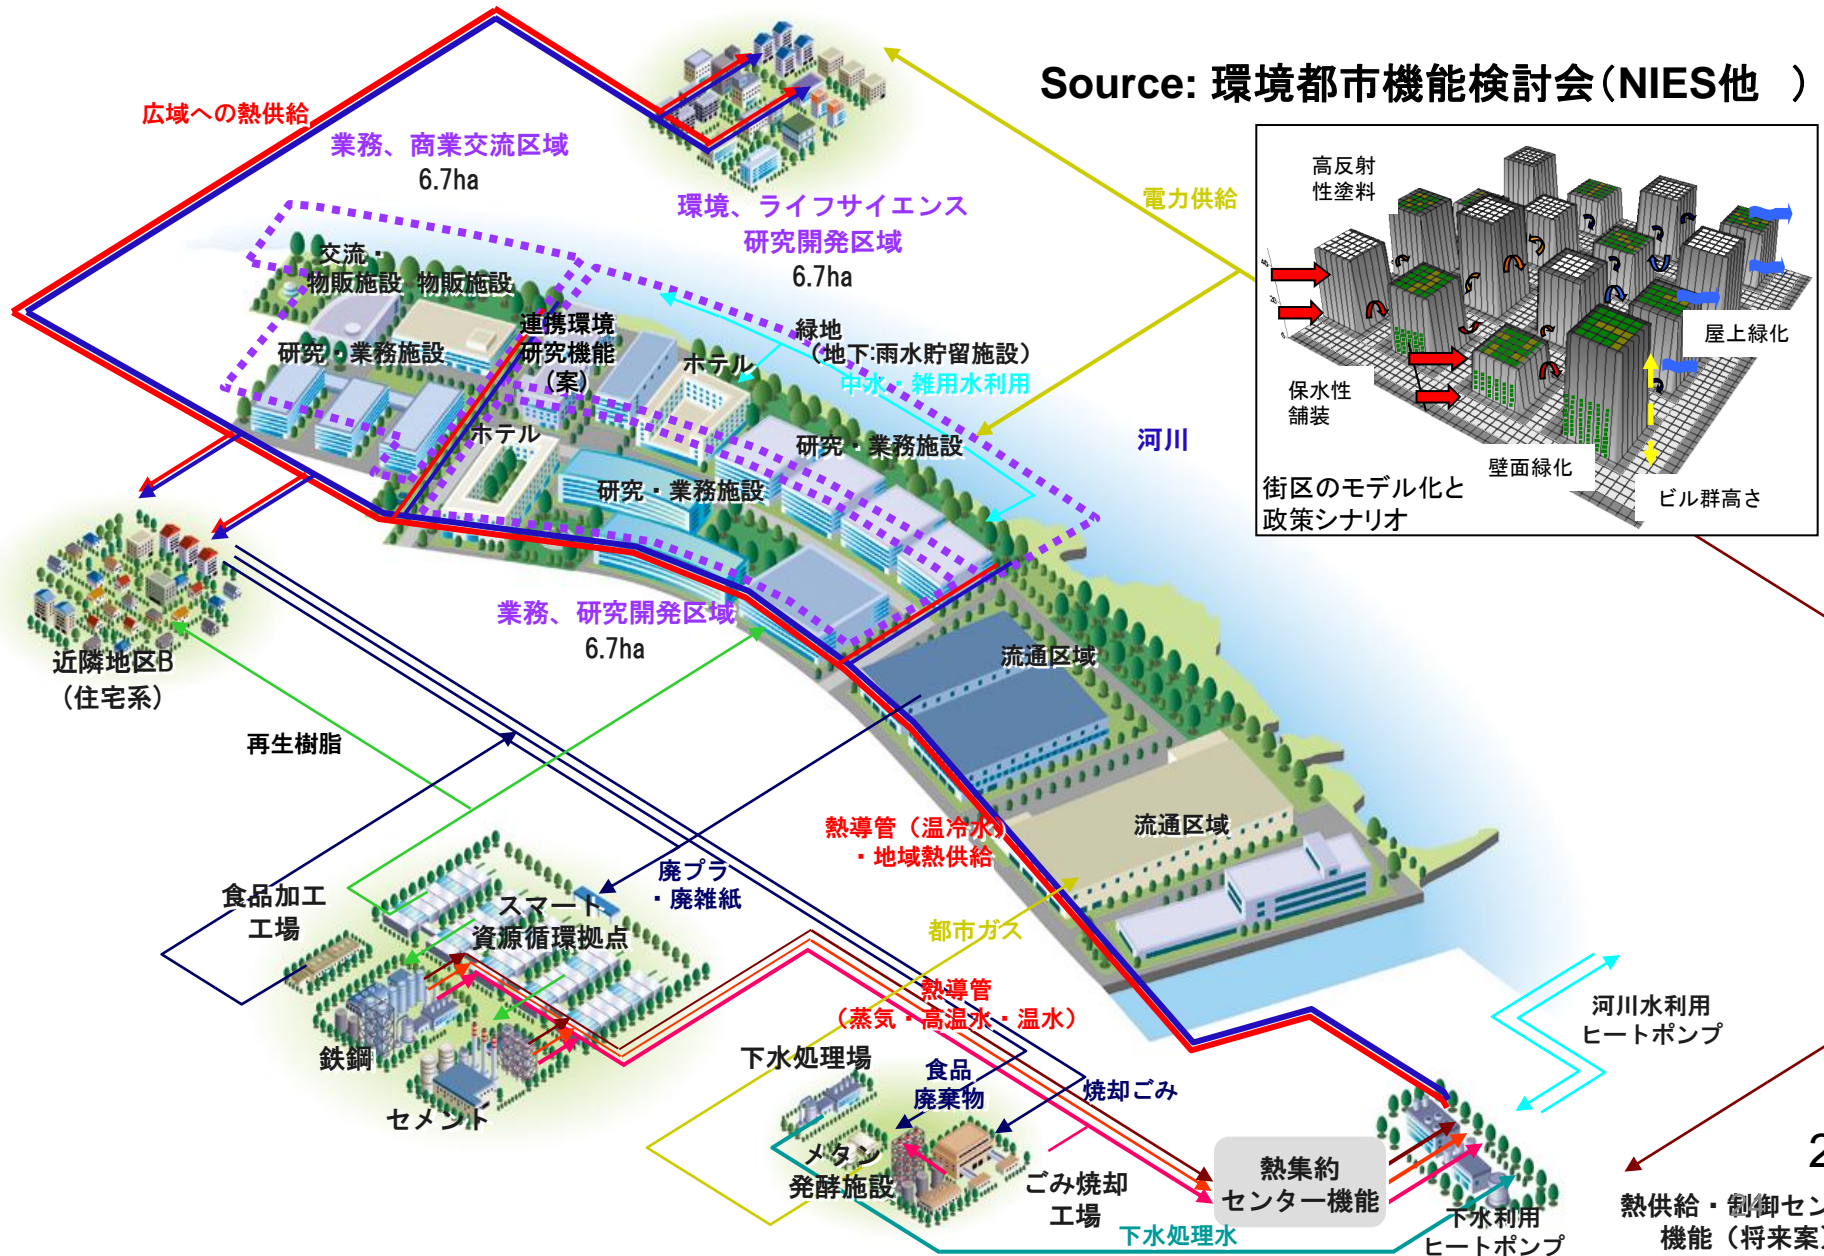 Source: 環境都市機能検討会(NIES他 )
広域への熱供給
業務、商業交流区域
6.7ha
環境、ライフサイエンス
研究開発区域
6.7ha
電力供給
高反射
性塗料
屋上緑化
保水性
舗装
壁面緑化
ビル群高さ
街区のモデル化と
政策シナリオ
交流・
物販施設 物販施設
連携環境
研究機能
(案)
研究・業務施設
ホテル
緑地
(地下:雨水貯留施設)
中水・雑用水利用
ホテル
研究・業務施設
河川
研究・業務施設
業務、研究開発区域
6.7ha
流通区域
近隣地区B
(住宅系)
再生樹脂
流通区域
熱導管(温冷水)
・地域熱供給
廃プラ
・廃雑紙
食品加工
工場
スマート
資源循環拠点
都市ガス
熱導管
(蒸気・高温水・温水)
河川水利用
ヒートポンプ
鉄鋼
セメント
下水処理場
食品
廃棄物
焼却ごみ
メタン
発酵施設
ごみ焼却
工場
熱集約
センター機能
下水処理水
下水利用
ヒートポンプ
2
熱供給・制御セン
機能(将来案)